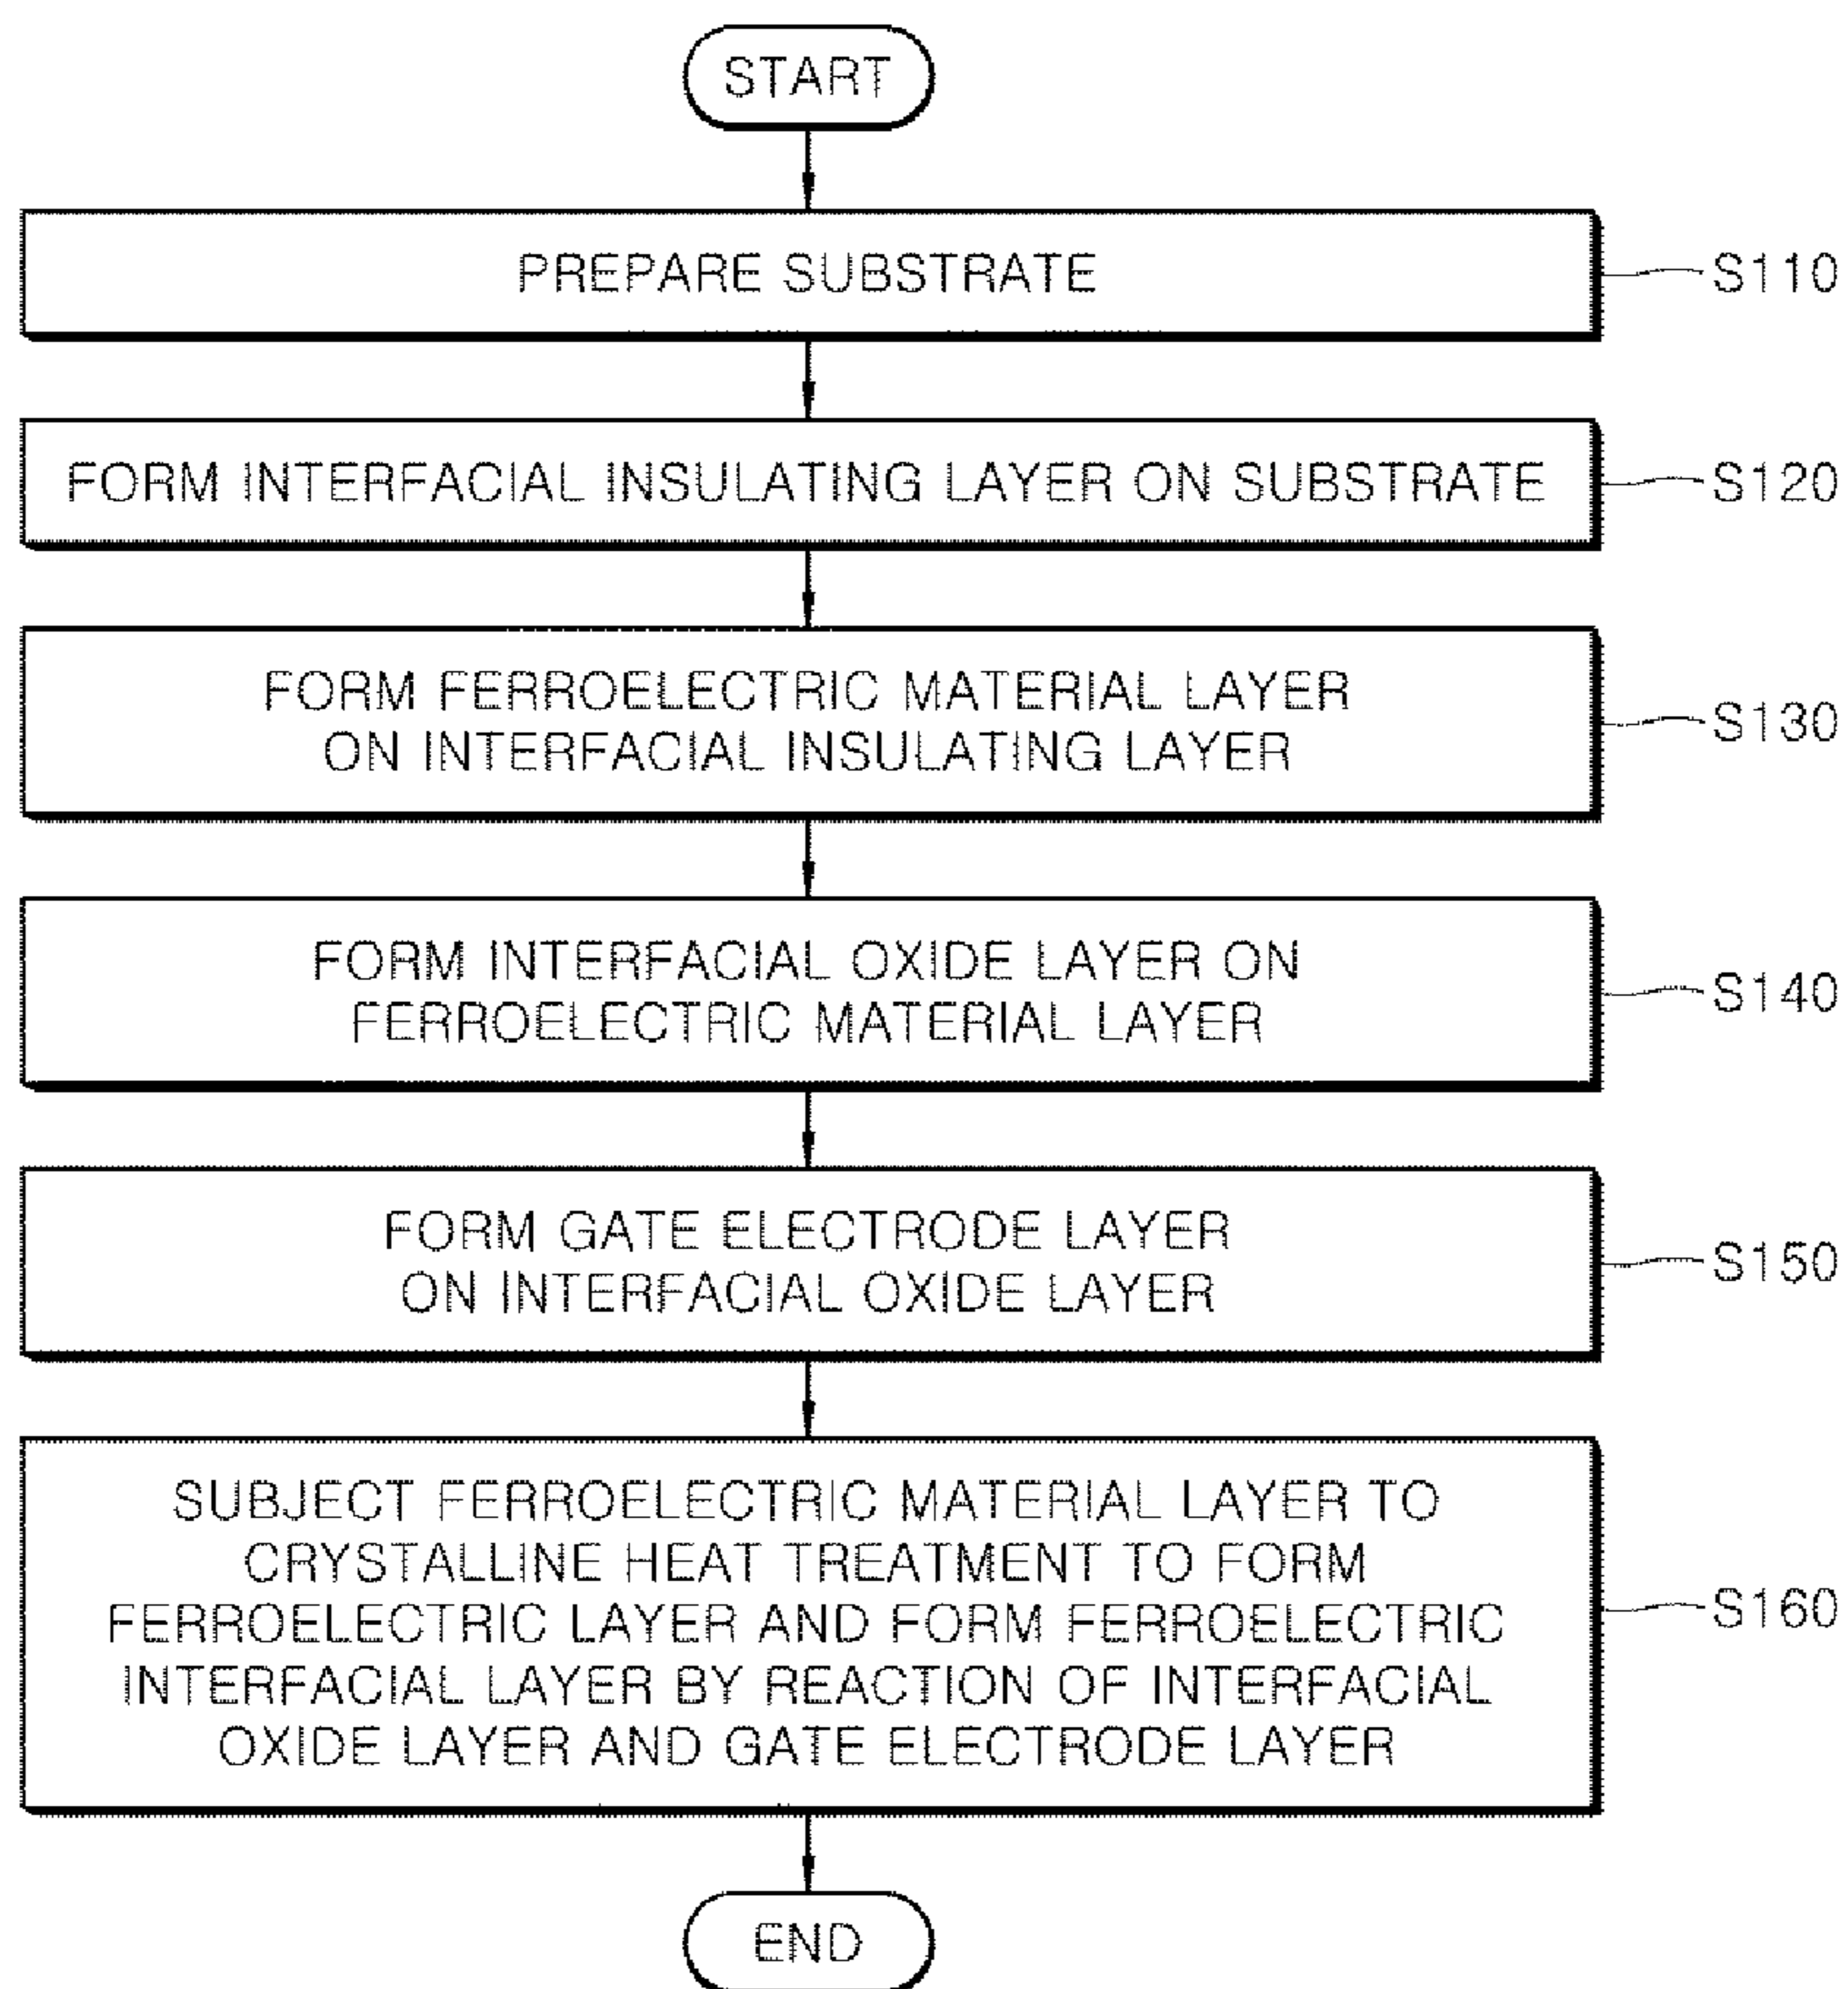 START
PREPARE SUBSTRATE
S110
FORM INTERFACIAL INSULATING LAYER ON SUBSTRATE
S120
FORM FERROELECTRIC MATERIAL LAYER
ON INTERFACIAL INSULATING LAYER
S130
FORM INTERFACIAL OXIDE LAYER ON
FERROELECTRIC MATERIAL LAYER
S140
FORM GATE ELECTRODE LAYER
ON INTERFACIAL OXIDE LAYER
S150
SUBJECT FERROELECTRIC MATERIAL LAYER TO
CRYSTALLINE HEAT TREATMENT TO FORM
FERROELECTRIC LAYER AND FORM FERROELECTRIC
INTERFACIAL LAYER BY REACTION OF INTERFACIAL
OXIDE LAYER AND GATE ELECTRODE LAYER
S160
END